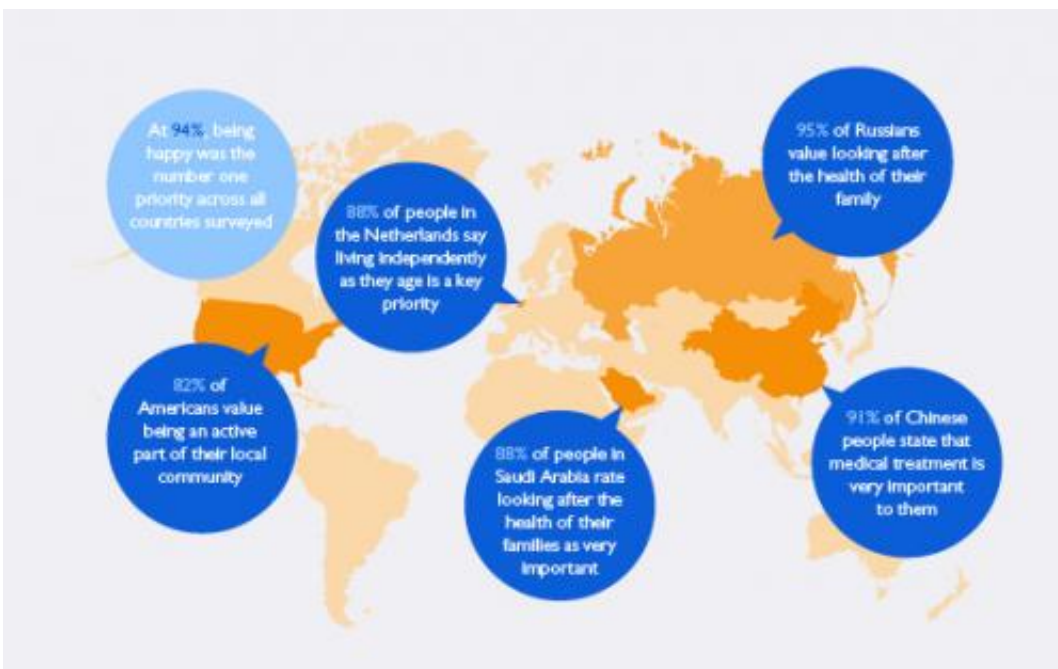 At 94%, being
happy was the
number one
priority across all
countries surveyed
88% of people in
the Netherlands say
living independently
as they age is a key
priority
95% of Russians
value looking after
the health of their
family
82% of
Americans value
being an active
part of their local
community
88% of people in
Saudi Arabia rate
looking after the
health of their
families as very
important
91% of Chinese
people state that
medical treatment is
very important
to them